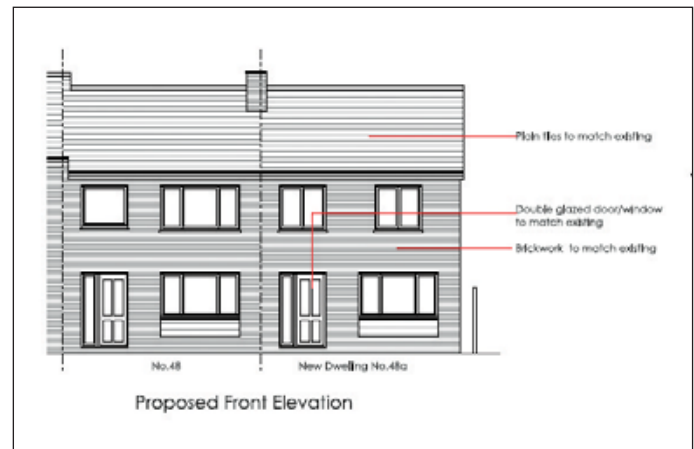 Plain tiles to match existing
Double glazed door/window
to match existing
Brickwork to match existing
No.48
New Dwelling No.48a
Proposed Front Elevation